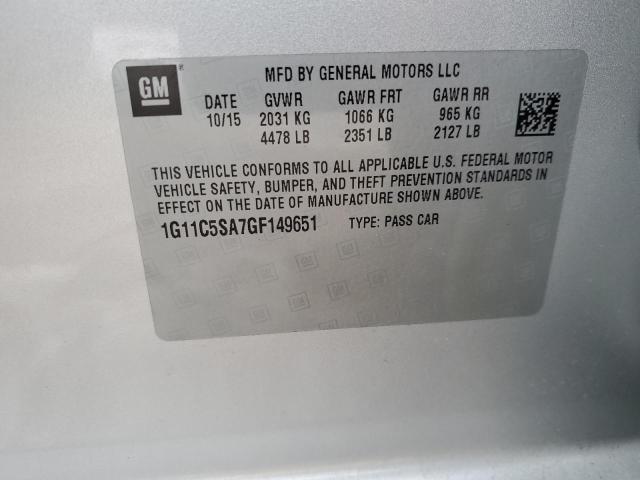 GM
MFD BY GENERAL MOTORS LLC
DATE GVWR GAWR FRT GAWR RR
10/15 2031 KG 1066 KG 965 KG
4478 LB 2351 LB 2127 LB
THIS VEHICLE CONFORMS TO ALL APPLICABLE U.S. FEDERAL MOTOR
VEHICLE SAFETY, BUMPER, AND THEFT PREVENTION STANDARDS IN
EFFECT ON THE DATE OF MANUFACTURE SHOWN ABOVE.
1G11C5SA7GF149651 TYPE: PASS CAR